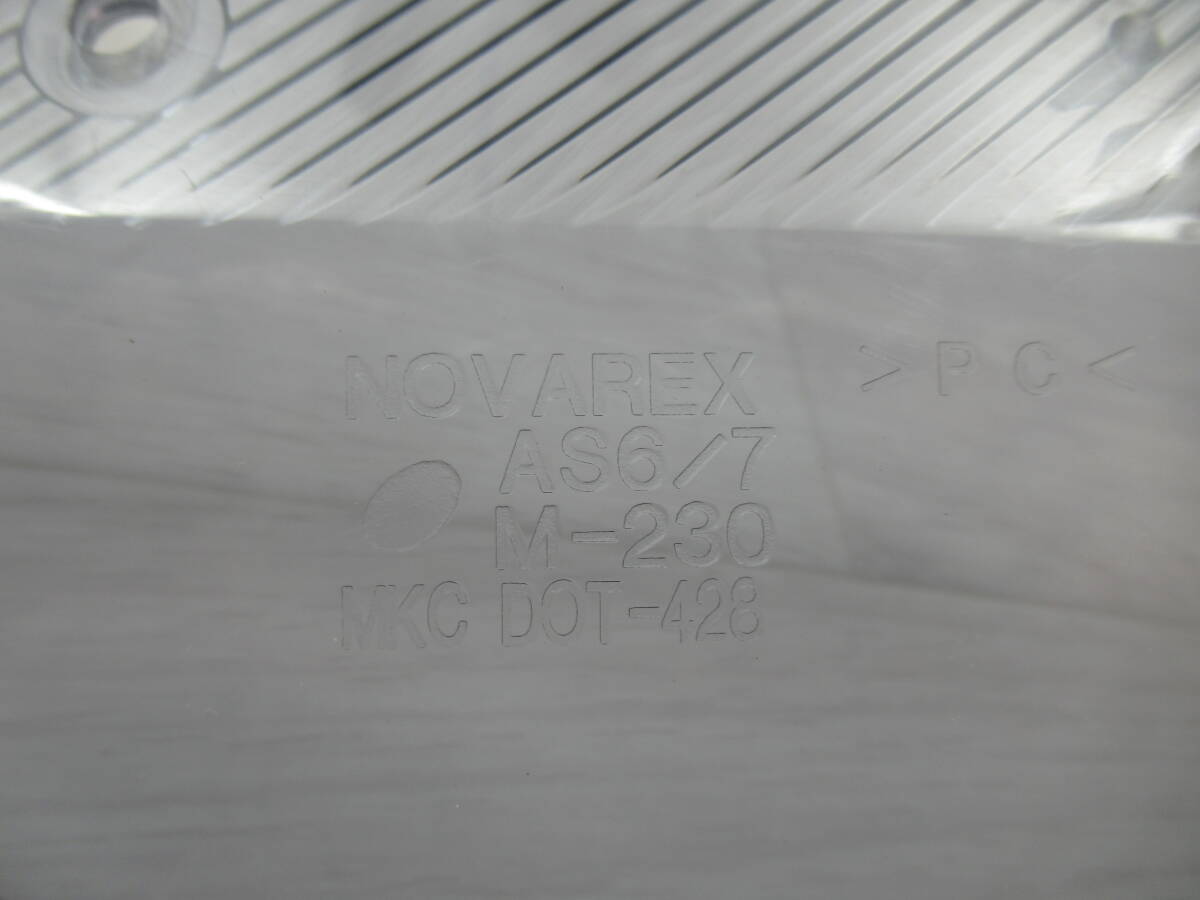 NOVAREX
>PC<
AS6/7
M-230
MKC DOT-428